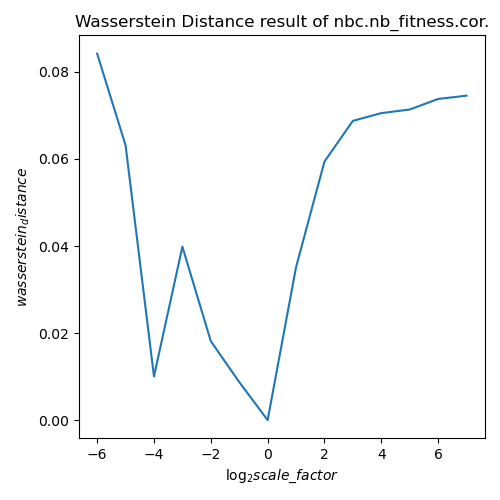 Wasserstein Distance result of nbc.nb_fitness.cor.
0.08
0.06
0.04
0.02
0.00
wasserstein_distance
−6 −4 −2 0 2 4 6
log₂scale_factor